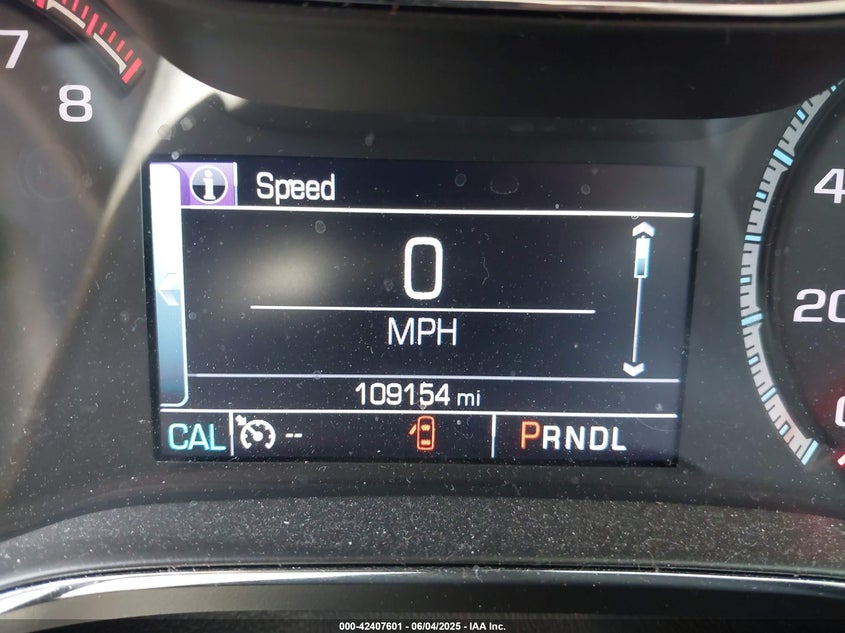 7
8
Speed
0
MPH
109154 mi
CAL -- PRNDL
4
20
000-42407601 - 06/04/2025 - IAA Inc.